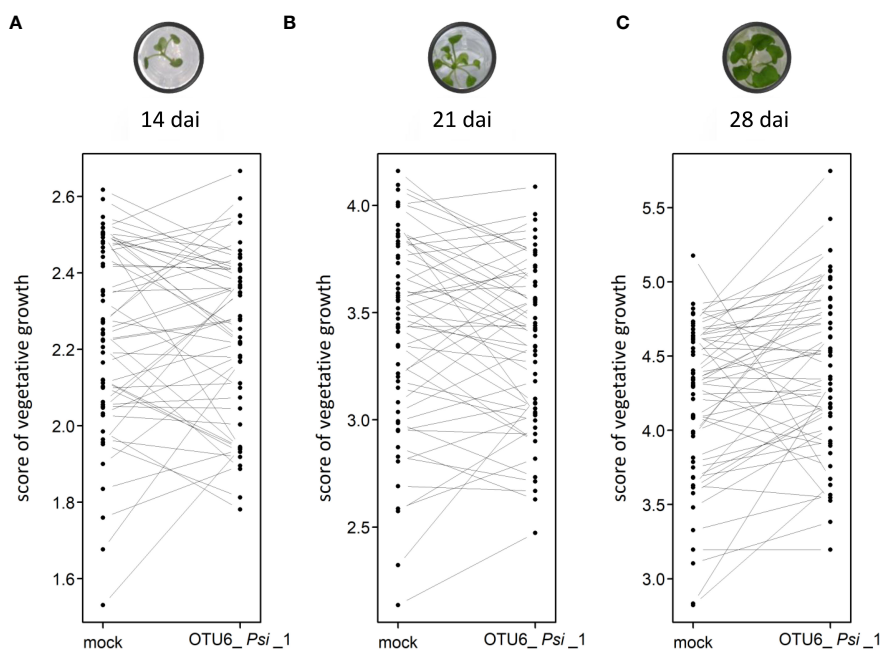 A
B
C
14 dai
21 dai
28 dai
score of vegetative growth
2.6
2.4
2.2
2.0
1.8
1.6
mock
OTU6_Psi_1
score of vegetative growth
4.0
3.5
3.0
2.5
mock
OTU6_Psi_1
score of vegetative growth
5.5
5.0
4.5
4.0
3.5
3.0
mock
OTU6_Psi_1